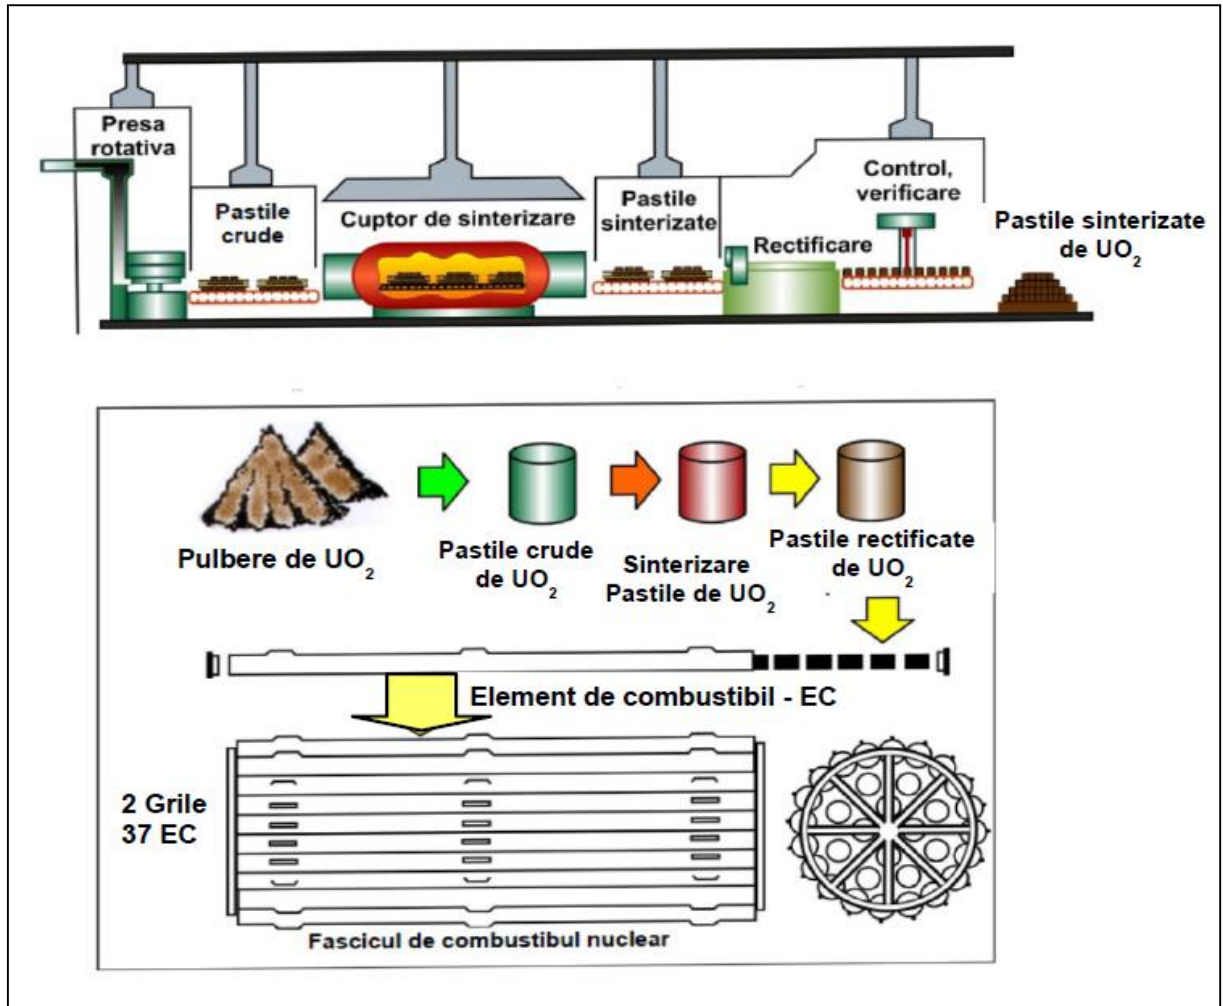 Presa
rotativa
Pastile
crude
Cuptor de sinterizare
Pastile
sinterizate
Rectificare
Control,
verificare
Pastile sinterizate
de UO₂
Pulbere de UO₂
Pastile crude
de UO₂
Sinterizare
Pastile de UO₂
Pastile rectificate
de UO₂
Element de combustibil - EC
2 Grile
37 EC
Fascicul de combustibul nuclear